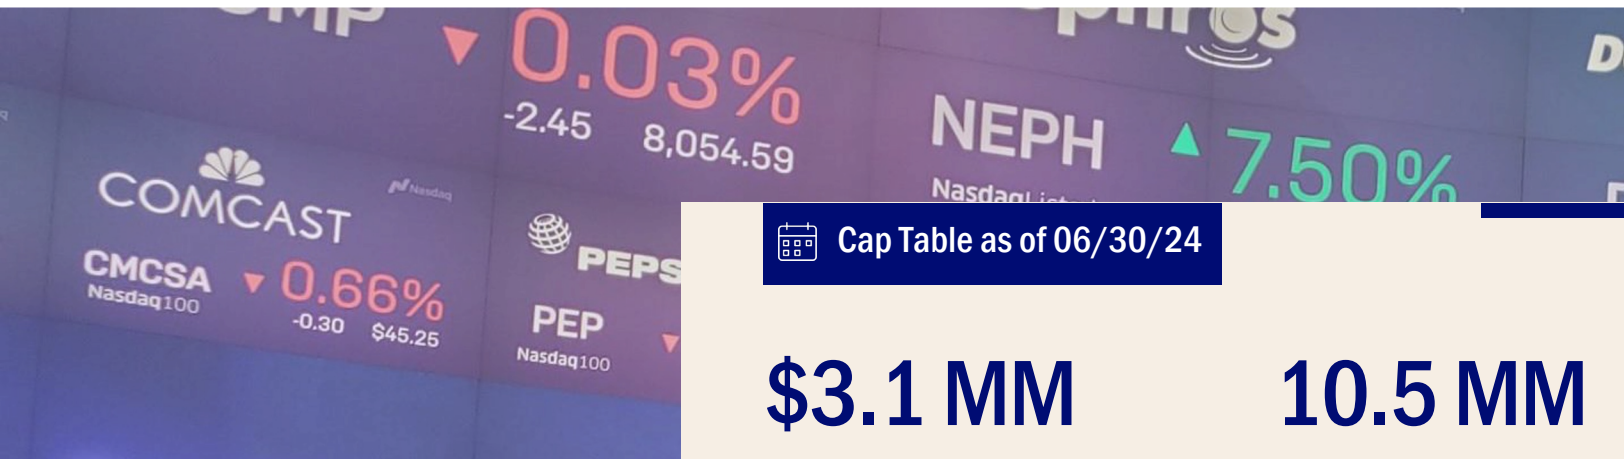 0.03%
-2.45 8,054.59
NEPH 7.50%
COMCAST
Nasdaq
CMCSA 0.66%
Nasdaq100
-0.30 $45.25
PEP
Nasdaq100
Cap Table as of 06/30/24
$3.1 MM 10.5 MM